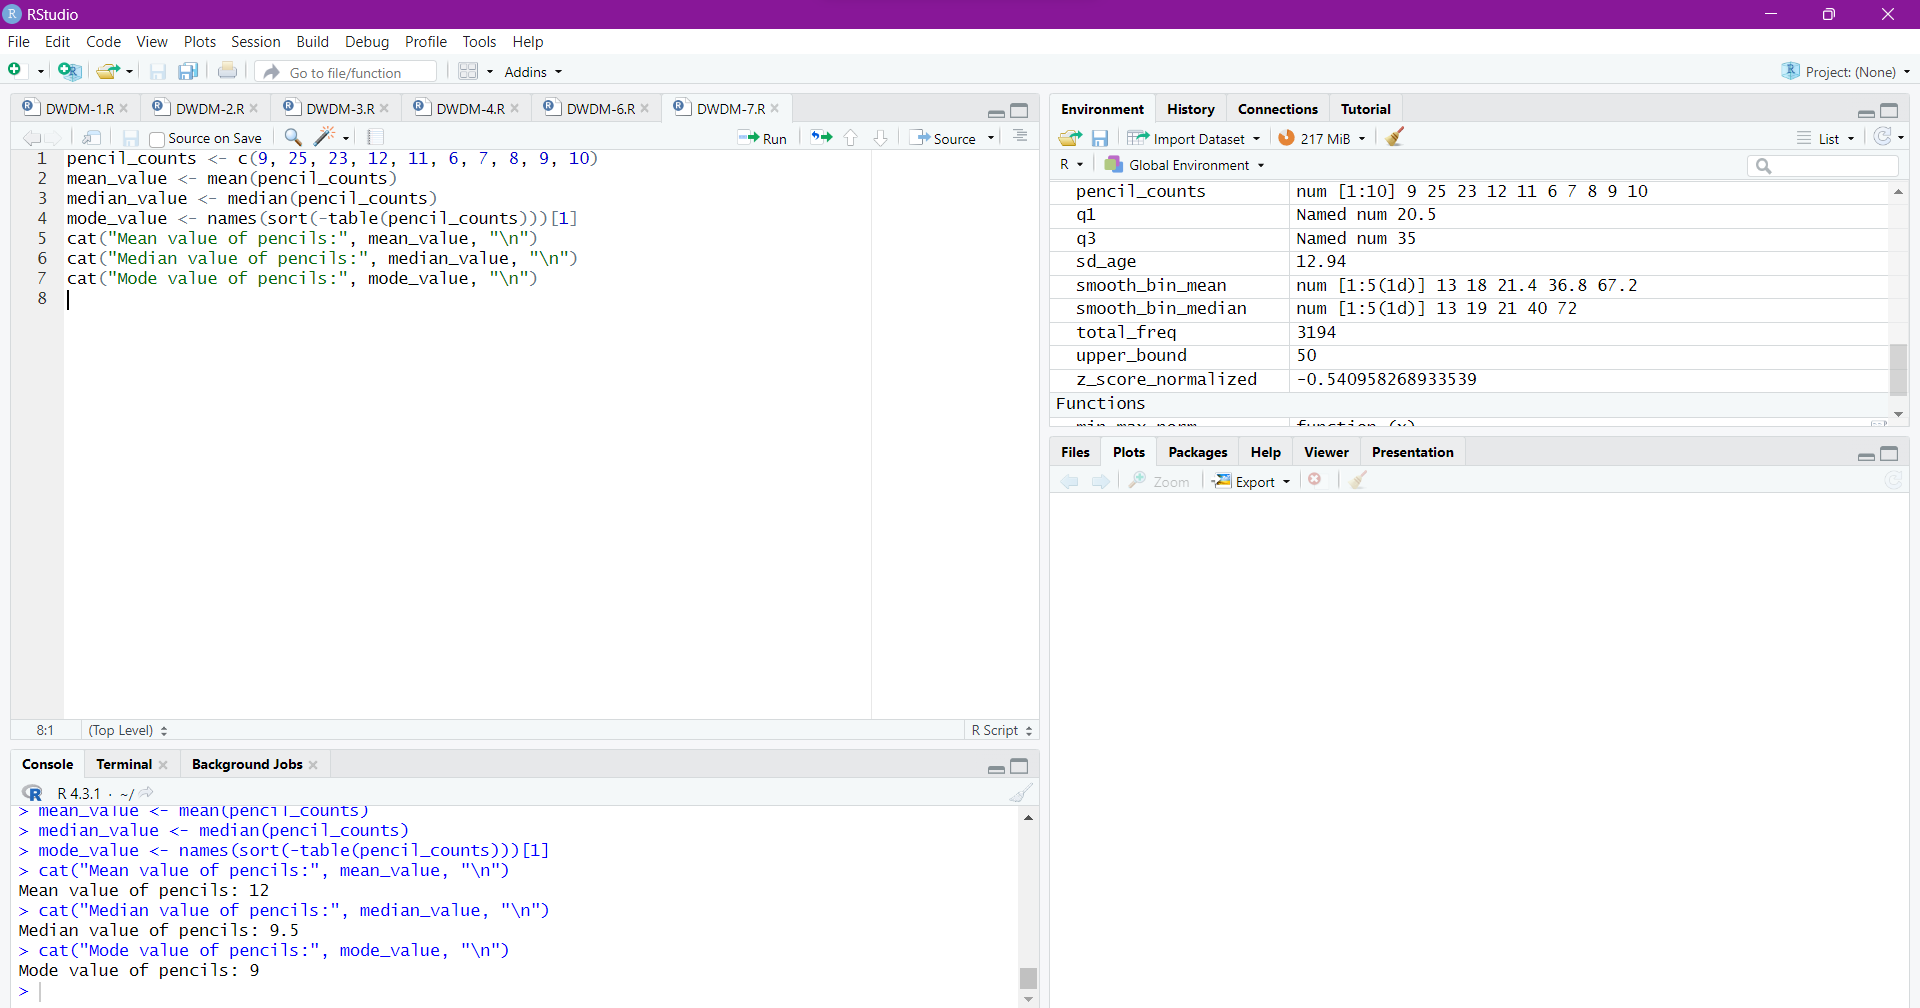 RStudio
File Edit Code View Plots Session Build Debug Profile Tools Help
Go to file/function Addins Project: (None)
DWDM-1.R DWDM-2.R DWDM-3.R DWDM-4.R DWDM-6.R DWDM-7.R
Source on Save Run Source
1 pencil_counts <- c(9, 25, 23, 12, 11, 6, 7, 8, 9, 10)
2 mean_value <- mean(pencil_counts)
3 median_value <- median(pencil_counts)
4 mode_value <- names(sort(-table(pencil_counts)))[1]
5 cat("Mean value of pencils:", mean_value, "\n")
6 cat("Median value of pencils:", median_value, "\n")
7 cat("Mode value of pencils:", mode_value, "\n")
8
8:1 (Top Level) R Script
Console Terminal Background Jobs
R 4.3.1 · ~/
> mean_value <- mean(pencil_counts)
> median_value <- median(pencil_counts)
> mode_value <- names(sort(-table(pencil_counts)))[1]
> cat("Mean value of pencils:", mean_value, "\n")
Mean value of pencils: 12
> cat("Median value of pencils:", median_value, "\n")
Median value of pencils: 9.5
> cat("Mode value of pencils:", mode_value, "\n")
Mode value of pencils: 9
>
Environment History Connections Tutorial
Import Dataset 217 MiB List
R Global Environment
pencil_counts num [1:10] 9 25 23 12 11 6 7 8 9 10
q1 Named num 20.5
q3 Named num 35
sd_age 12.94
smooth_bin_mean num [1:5(1d)] 13 18 21.4 36.8 67.2
smooth_bin_median num [1:5(1d)] 13 19 21 40 72
total_freq 3194
upper_bound 50
z_score_normalized -0.540958268933539
Functions
min_max_norm function (x)
Files Plots Packages Help Viewer Presentation
Zoom Export